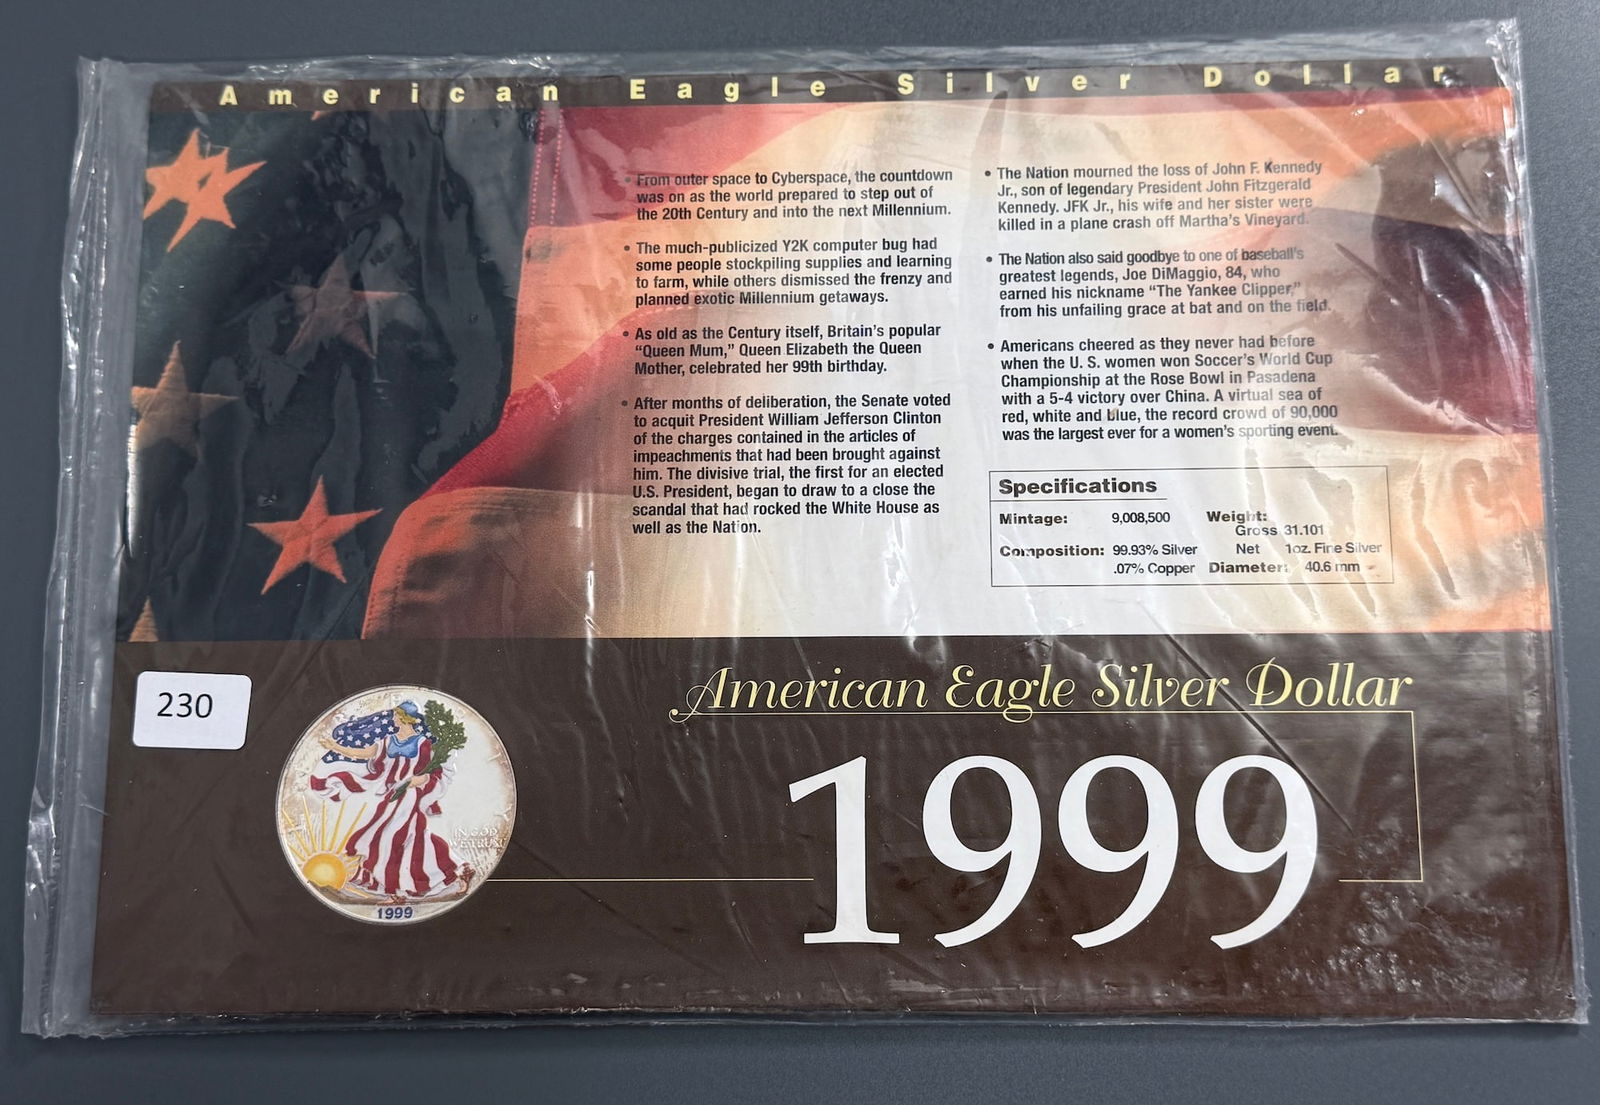 American Eagle Silver Dollar
• From outer space to Cyberspace, the countdown
was on as the world prepared to step out of
the 20th Century and into the next Millennium.
• The much-publicized Y2K computer bug had
some people stockpiling supplies and learning
to farm, while others dismissed the frenzy and
planned exotic Millennium getaways.
• As old as the Century itself, Britain's popular
“Queen Mum,” Queen Elizabeth the Queen
Mother, celebrated her 99th birthday.
• After months of deliberation, the Senate voted
to acquit President William Jefferson Clinton
of the charges contained in the articles of
impeachments that had been brought against
him. The divisive trial, the first for an elected
U.S. President, began to draw to a close the
scandal that had rocked the White House as
well as the Nation.
• The Nation mourned the loss of John F. Kennedy
Jr., son of legendary President John Fitzgerald
Kennedy. JFK Jr., his wife and her sister were
killed in a plane crash off Martha's Vineyard.
• The Nation also said goodbye to one of baseball's
greatest legends, Joe DiMaggio, 84, who
earned his nickname “The Yankee Clipper,”
from his unfailing grace at bat and on the field.
• Americans cheered as they never had before
when the U. S. women won Soccer's World Cup
Championship at the Rose Bowl in Pasadena
with a 5-4 victory over China. A virtual sea of
red, white and blue, the record crowd of 90,000
was the largest ever for a women's sporting event.
Specifications
Mintage: 9,008,500 Weight:
Gross 31.101
Composition: 99.93% Silver Net 1oz. Fine Silver
.07% Copper Diameter: 40.6 mm
230
IN GOD
WE TRUST
1999
American Eagle Silver Dollar
1999